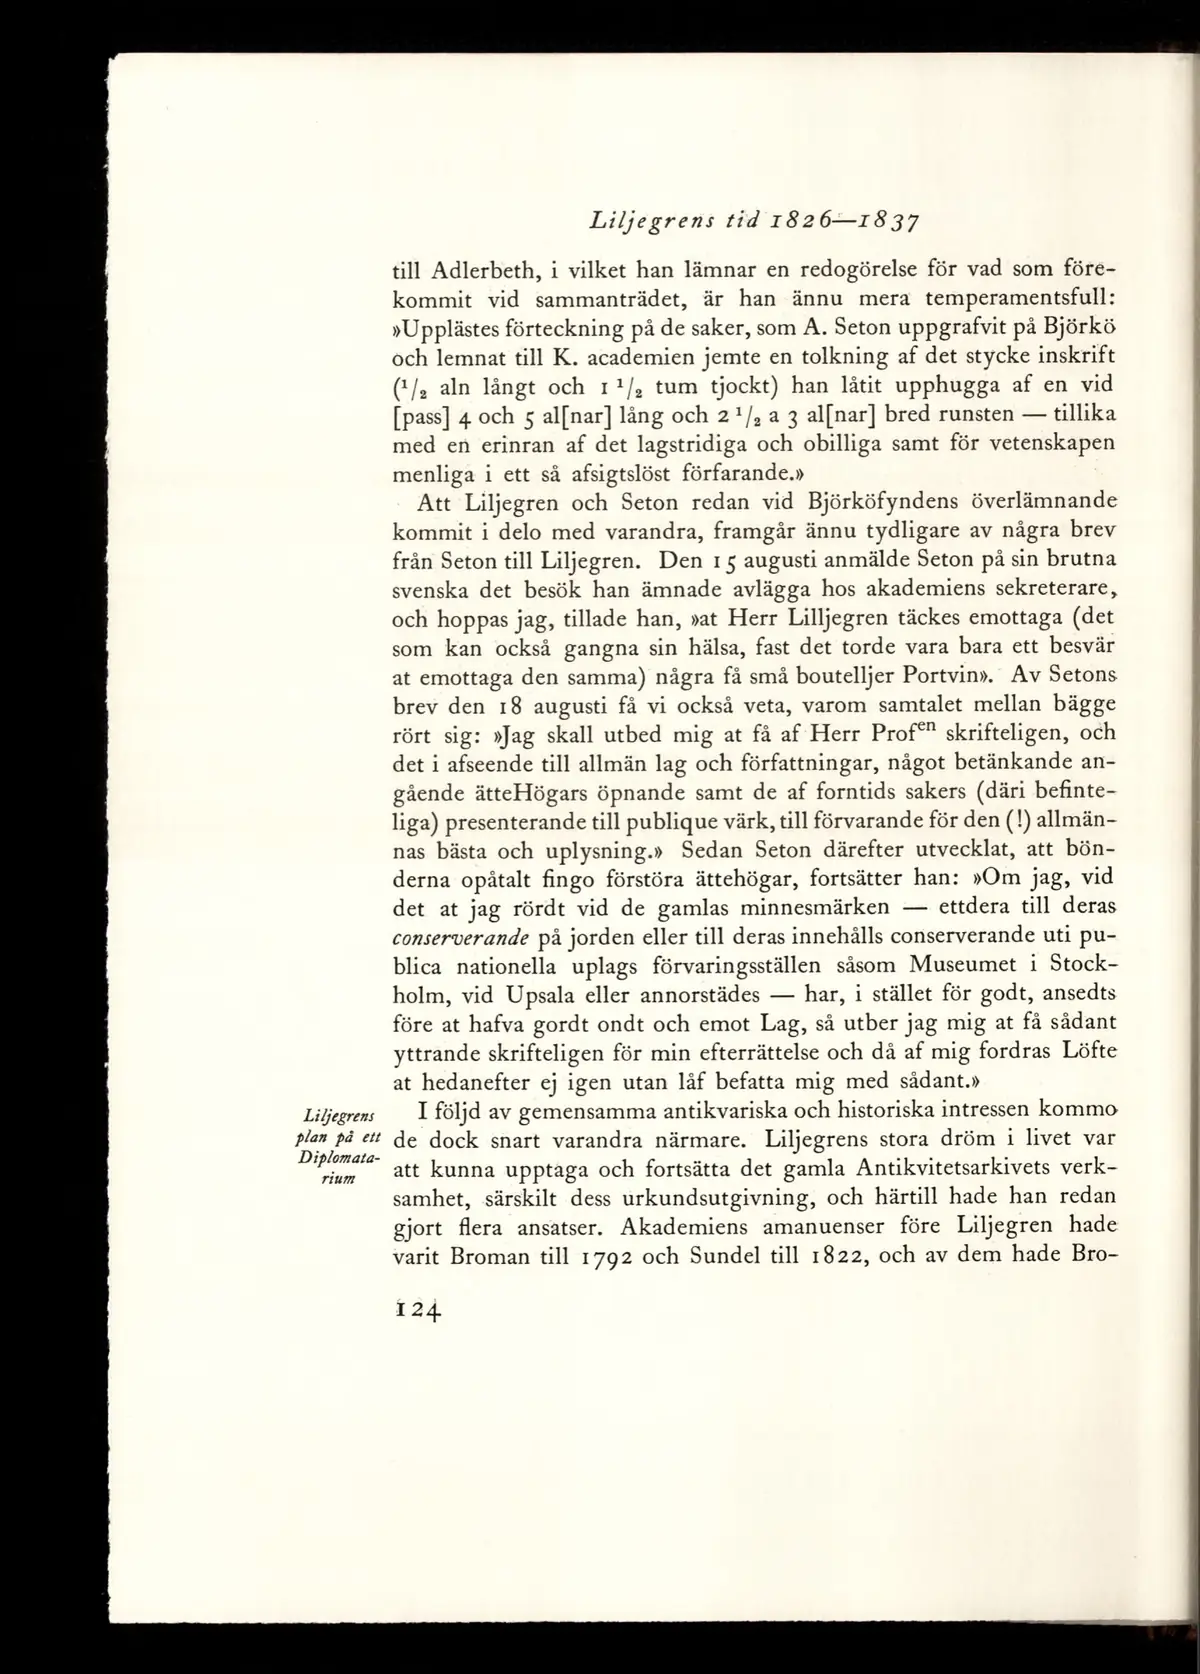 Liljegrens tid 1826—1837
till Adlerbeth, i vilket han lämnar en redogörelse för vad som före-
kommit vid sammanträdet, är han ännu mera temperamentsfull:
»Upplästes förteckning på de saker, som A. Seton uppgrafvit på Björkö
och lemnat till K. academien jemte en tolkning af det stycke inskrift
(1/2 aln långt och 1 1/2 tum tjockt) han låtit upphugga af en vid
[pass] 4 och 5 al[nar] lång och 2 1/2 a 3 al[nar] bred runsten — tillika
med en erinran af det lagstridiga och obilliga samt för vetenskapen
menliga i ett så afsigtslöst förfarande.»
Att Liljegren och Seton redan vid Björköfyndens överlämnande
kommit i delo med varandra, framgår ännu tydligare av några brev
från Seton till Liljegren. Den 15 augusti anmälde Seton på sin brutna
svenska det besök han ämnade avlägga hos akademiens sekreterare,
och hoppas jag, tillade han, »at Herr Lilljegren täckes emottaga (det
som kan också gangna sin hälsa, fast det torde vara bara ett besvär
at emottaga den samma) några få små boutelljer Portvin». Av Setons
brev den 18 augusti få vi också veta, varom samtalet mellan bägge
rört sig: »Jag skall utbed mig at få af Herr Profen skrifteligen, och
det i afseende till allmän lag och författningar, något betänkande an-
gående ätteHögars öpnande samt de af forntids sakers (däri befinte-
liga) presenterande till publique värk, till förvarande för den (!) allmän-
nas bästa och uplysning.» Sedan Seton därefter utvecklat, att bön-
derna opåtalt fingo förstöra ättehögar, fortsätter han: »Om jag, vid
det at jag rördt vid de gamlas minnesmärken — ettdera till deras
conserverande på jorden eller till deras innehålls conserverande uti pu-
blica nationella uplags förvaringsställen såsom Museumet i Stock-
holm, vid Upsala eller annorstädes — har, i stället för godt, ansedts
före at hafva gordt ondt och emot Lag, så utber jag mig at få sådant
yttrande skrifteligen för min efterrättelse och då af mig fordras Löfte
at hedanefter ej igen utan låf befatta mig med sådant.»
Liljegrens
plan på ett
Diplomata-
rium
I följd av gemensamma antikvariska och historiska intressen kommo
de dock snart varandra närmare. Liljegrens stora dröm i livet var
att kunna upptaga och fortsätta det gamla Antikvitetsarkivets verk-
samhet, särskilt dess urkundsutgivning, och härtill hade han redan
gjort flera ansatser. Akademiens amanuenser före Liljegren hade
varit Broman till 1792 och Sundel till 1822, och av dem hade Bro-
124